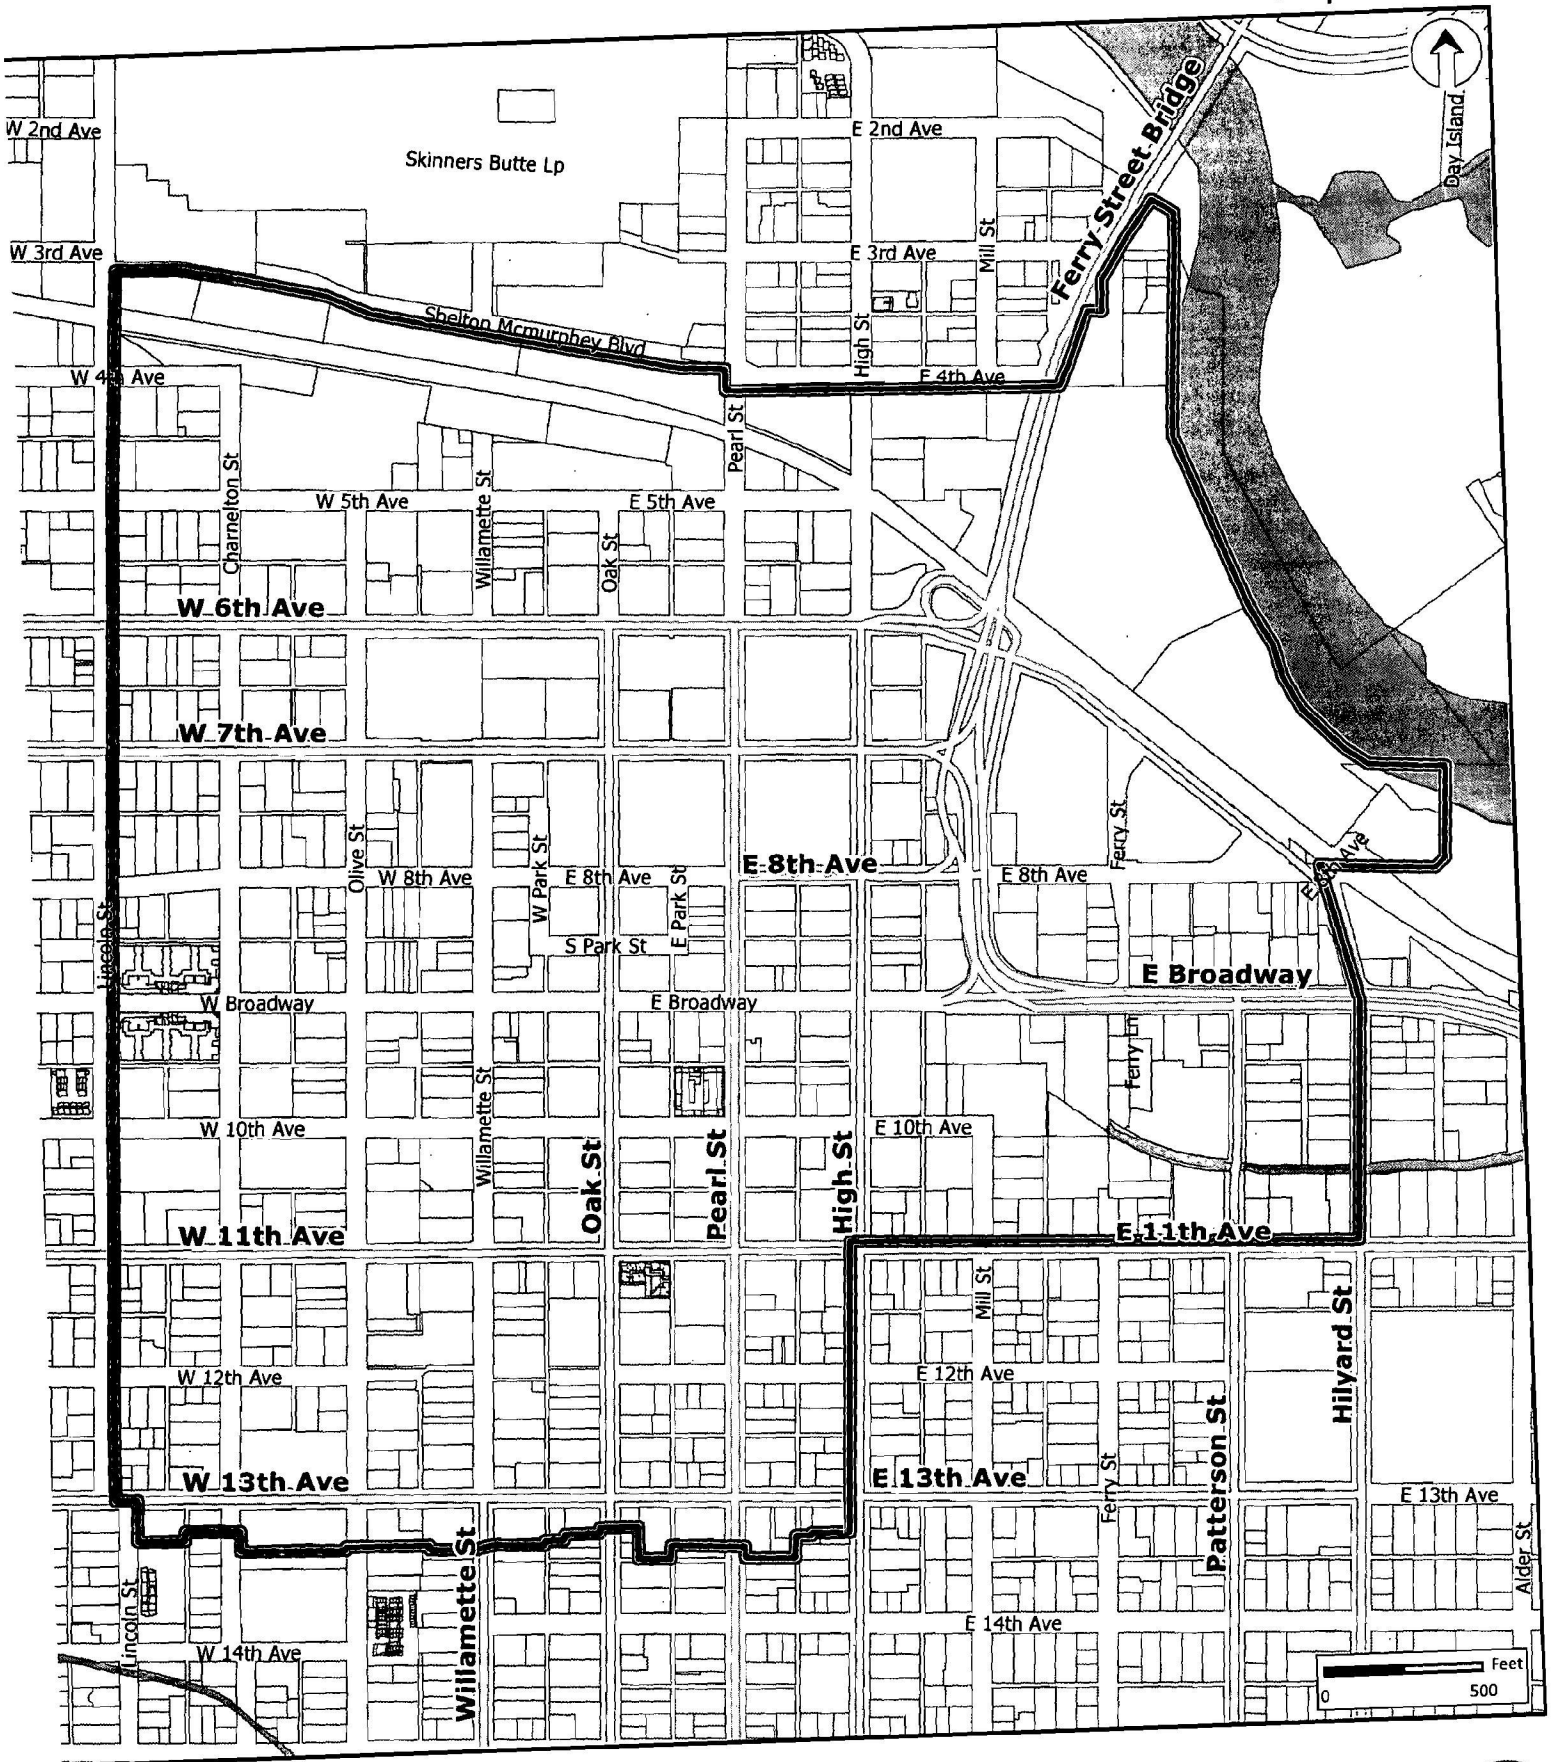 W 2nd Ave
E 2nd Ave
Ferry Street Bridge
Day Island
Skinners Butte Lp
W 3rd Ave
E 3rd Ave
Mill St
High St
Shelton Mcmurphey Blvd
W 4th Ave
E 4th Ave
Pearl St
Charnelton St
Willamette St
W 5th Ave
E 5th Ave
Oak St
W 6th Ave
W 7th Ave
Olive St
W Park St
E 8th Ave
Ferry St
W 8th Ave
E 8th Ave
E Park St
E 8th Ave
E 8th Ave
Lincoln St
S Park St
E Broadway
W Broadway
E Broadway
Ferry Ln
Willamette St
W 10th Ave
E 10th Ave
Oak St
Pearl St
High St
W 11th Ave
E 11th Ave
Mill St
Hilyard St
W 12th Ave
E 12th Ave
Patterson St
W 13th Ave
E 13th Ave
Ferry St
E 13th Ave
Alder St
Lincoln St
Willamette St
E 14th Ave
W 14th Ave
Feet
0 500